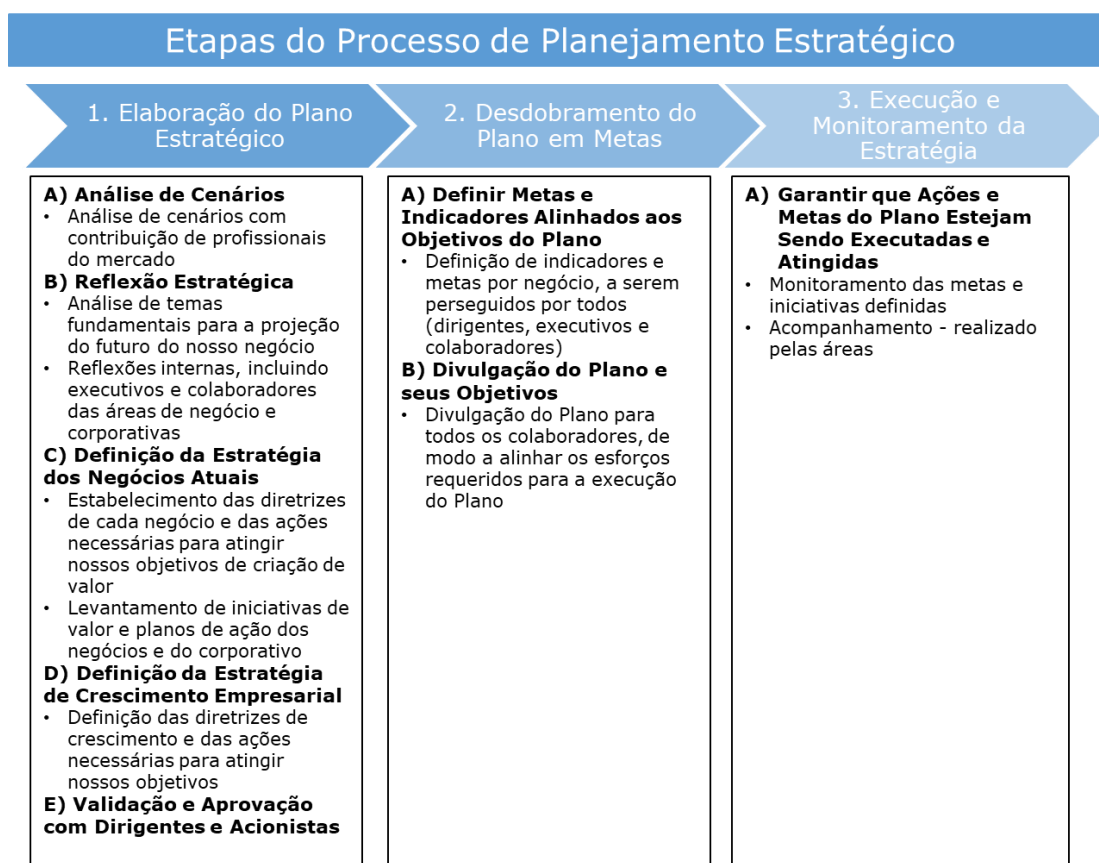 Etapas do Processo de Planejamento Estratégico
1. Elaboração do Plano
Estratégico
2. Desdobramento do
Plano em Metas
3. Execução e
Monitoramento da
Estratégia
A) Análise de Cenários
• Análise de cenários com
contribuição de profissionais
do mercado
B) Reflexão Estratégica
• Análise de temas
fundamentais para a projeção
do futuro do nosso negócio
• Reflexões internas, incluindo
executivos e colaboradores
das áreas de negócio e
corporativas
C) Definição da Estratégia
dos Negócios Atuais
• Estabelecimento das diretrizes
de cada negócio e das ações
necessárias para atingir
nossos objetivos de criação de
valor
• Levantamento de iniciativas de
valor e planos de ação dos
negócios e do corporativo
D) Definição da Estratégia
de Crescimento Empresarial
• Definição das diretrizes de
crescimento e das ações
necessárias para atingir
nossos objetivos
E) Validação e Aprovação
com Dirigentes e Acionistas
A) Definir Metas e
Indicadores Alinhados aos
Objetivos do Plano
• Definição de indicadores e
metas por negócio, a serem
perseguidos por todos
(dirigentes, executivos e
colaboradores)
B) Divulgação do Plano e
seus Objetivos
• Divulgação do Plano para
todos os colaboradores, de
modo a alinhar os esforços
requeridos para a execução
do Plano
A) Garantir que Ações e
Metas do Plano Estejam
Sendo Executadas e
Atingidas
• Monitoramento das metas e
iniciativas definidas
• Acompanhamento - realizado
pelas áreas